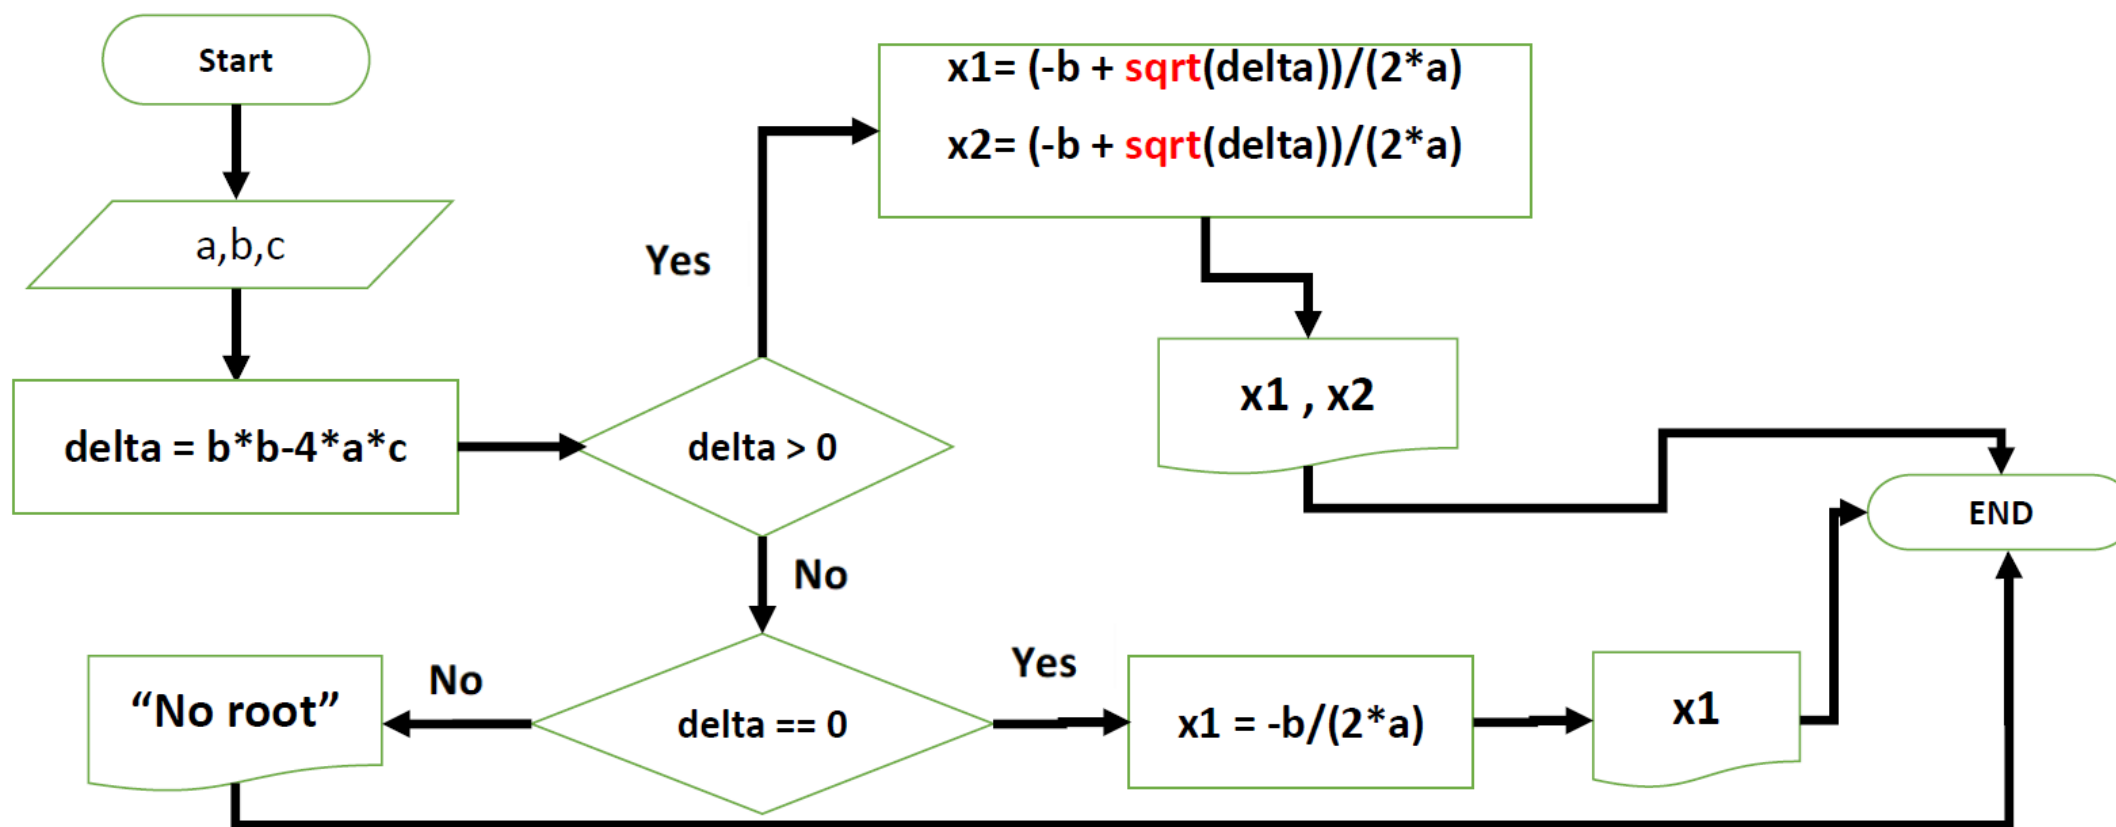 Start
a,b,c
delta = b*b-4*a*c
delta > 0
Yes
x1= (-b + sqrt(delta))/(2*a)
x2= (-b + sqrt(delta))/(2*a)
x1 , x2
No
delta == 0
Yes
x1 = -b/(2*a)
x1
No
“No root”
END